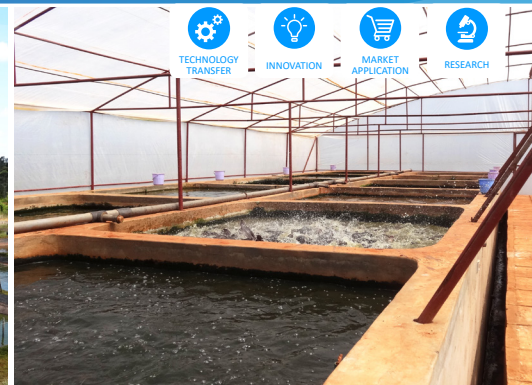 TECHNOLOGY
TRANSFER
INNOVATION
MARKET
APPLICATION
RESEARCH